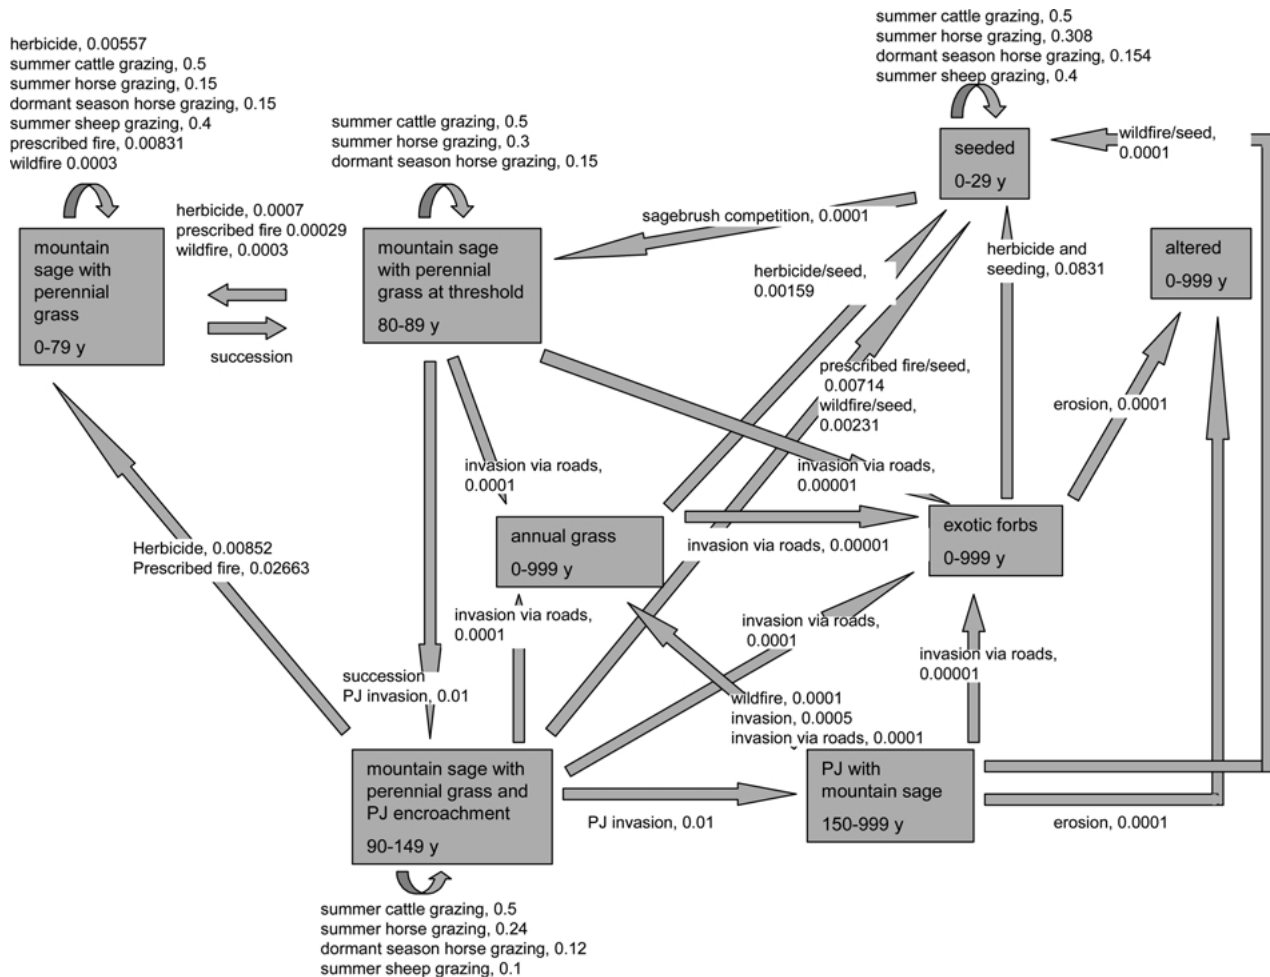 herbicide, 0.00557
summer cattle grazing, 0.5
summer horse grazing, 0.15
dormant season horse grazing, 0.15
summer sheep grazing, 0.4
prescribed fire, 0.00831
wildfire 0.0003
summer cattle grazing, 0.5
summer horse grazing, 0.3
dormant season horse grazing, 0.15
summer cattle grazing, 0.5
summer horse grazing, 0.308
dormant season horse grazing, 0.154
summer sheep grazing, 0.4
wildfire/seed,
0.0001
seeded
0-29 y
herbicide, 0.0007
prescribed fire 0.00029
wildfire, 0.0003
sagebrush competition, 0.0001
mountain
sage with
perennial
grass
0-79 y
succession
mountain sage
with perennial
grass at threshold
80-89 y
herbicide/seed,
0.00159
herbicide and
seeding, 0.0831
altered
0-999 y
prescribed fire/seed,
0.00714
wildfire/seed,
0.00231
erosion, 0.0001
invasion via roads,
0.0001
invasion via roads,
0.00001
annual grass
0-999 y
invasion via roads, 0.00001
exotic forbs
0-999 y
Herbicide, 0.00852
Prescribed fire, 0.02663
invasion via roads,
0.0001
invasion via roads,
0.0001
invasion via roads,
0.00001
succession
PJ invasion, 0.01
wildfire, 0.0001
invasion, 0.0005
invasion via roads, 0.0001
mountain sage with
perennial grass and
PJ encroachment
90-149 y
PJ invasion, 0.01
PJ with
mountain sage
150-999 y
erosion, 0.0001
summer cattle grazing, 0.5
summer horse grazing, 0.24
dormant season horse grazing, 0.12
summer sheep grazing, 0.1